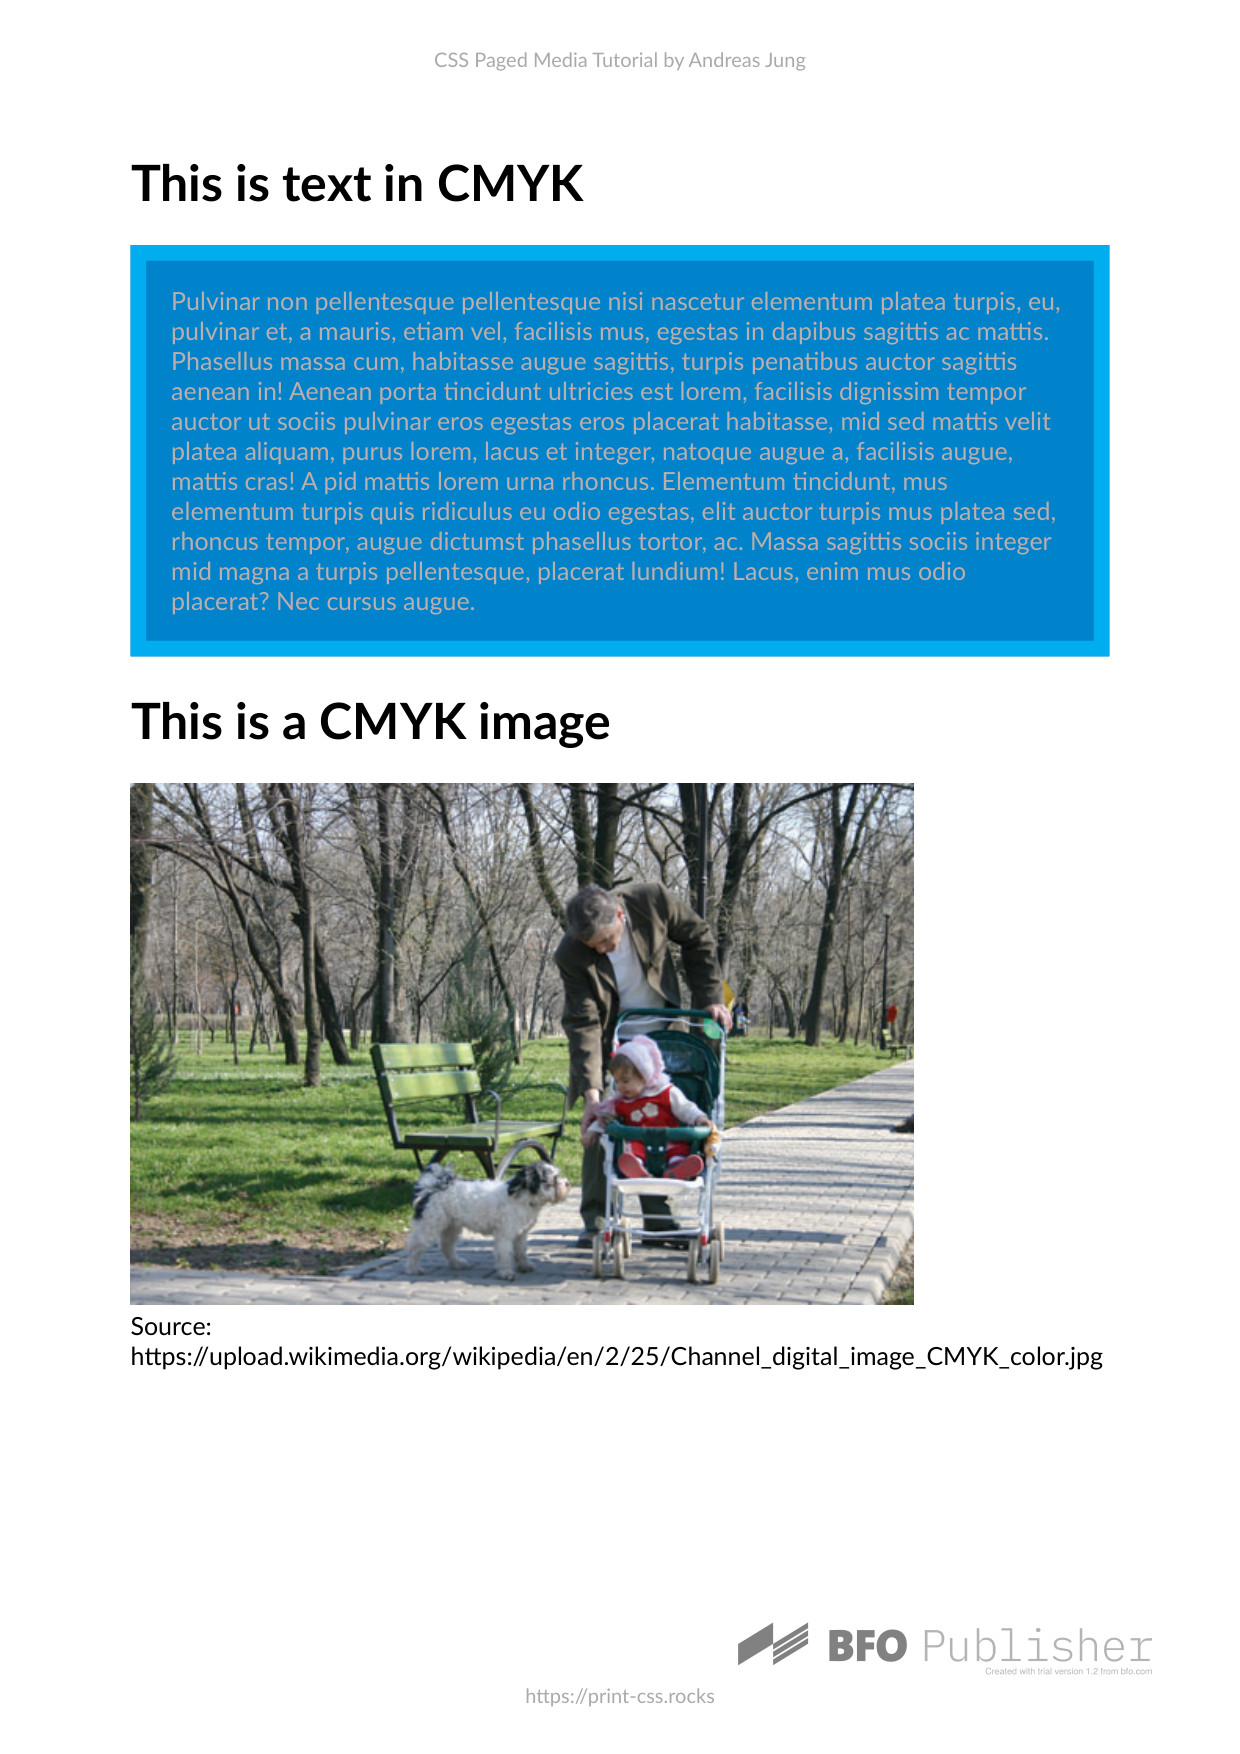 CSS Paged Media Tutorial by Andreas Jung
This is text in CMYK
Pulvinar non pellentesque pellentesque nisi nascetur elementum platea turpis, eu,
pulvinar et, a mauris, etiam vel, facilisis mus, egestas in dapibus sagittis ac mattis.
Phasellus massa cum, habitasse augue sagittis, turpis penatibus auctor sagittis
aenean in! Aenean porta tincidunt ultricies est lorem, facilisis dignissim tempor
auctor ut sociis pulvinar eros egestas eros placerat habitasse, mid sed mattis velit
platea aliquam, purus lorem, lacus et integer, natoque augue a, facilisis augue,
mattis cras! A pid mattis lorem urna rhoncus. Elementum tincidunt, mus
elementum turpis quis ridiculus eu odio egestas, elit auctor turpis mus platea sed,
rhoncus tempor, augue dictumst phasellus tortor, ac. Massa sagittis sociis integer
mid magna a turpis pellentesque, placerat lundium! Lacus, enim mus odio
placerat? Nec cursus augue.
This is a CMYK image
Source:
https://upload.wikimedia.org/wikipedia/en/2/25/Channel_digital_image_CMYK_color.jpg
BFO Publisher
Created with trial version 1.2 from bfo.com
https://print-css.rocks